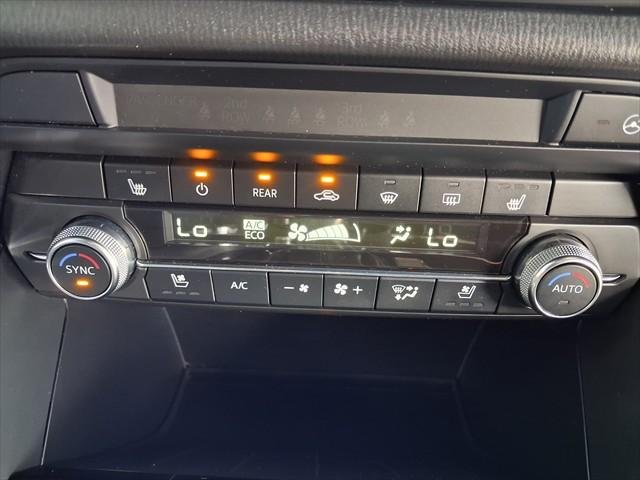 PASSENGER 2nd ROW 3rd ROW
REAR
Lo A/C ECO Lo
SYNC A/C - + AUTO